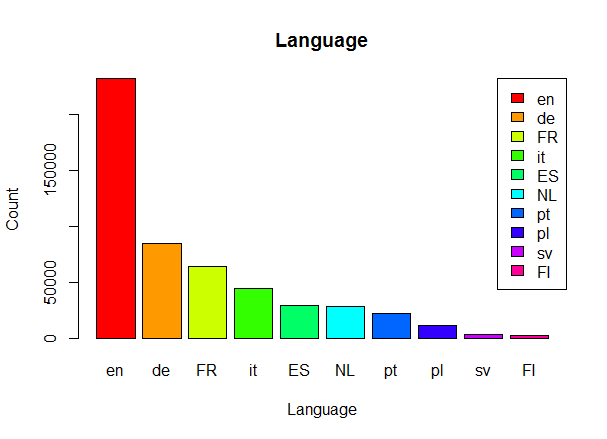 Language
Count
150000
50000
0
en
de
FR
it
ES
NL
pt
pl
sv
FI
en de FR it ES NL pt pl sv FI
Language